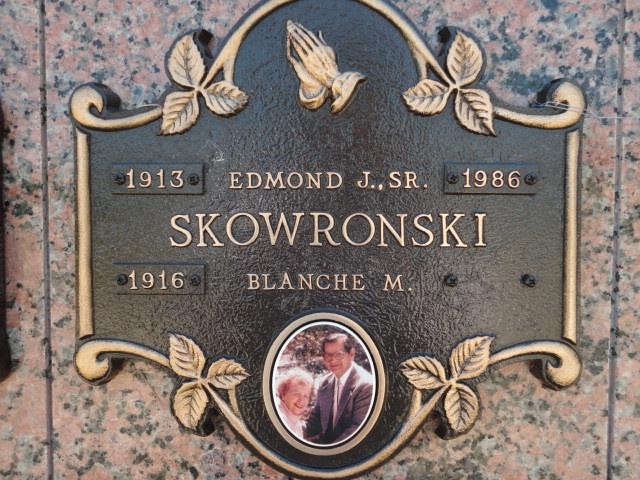 1913 EDMOND J., SR. 1986
SKOWRONSKI
1916 BLANCHE M.